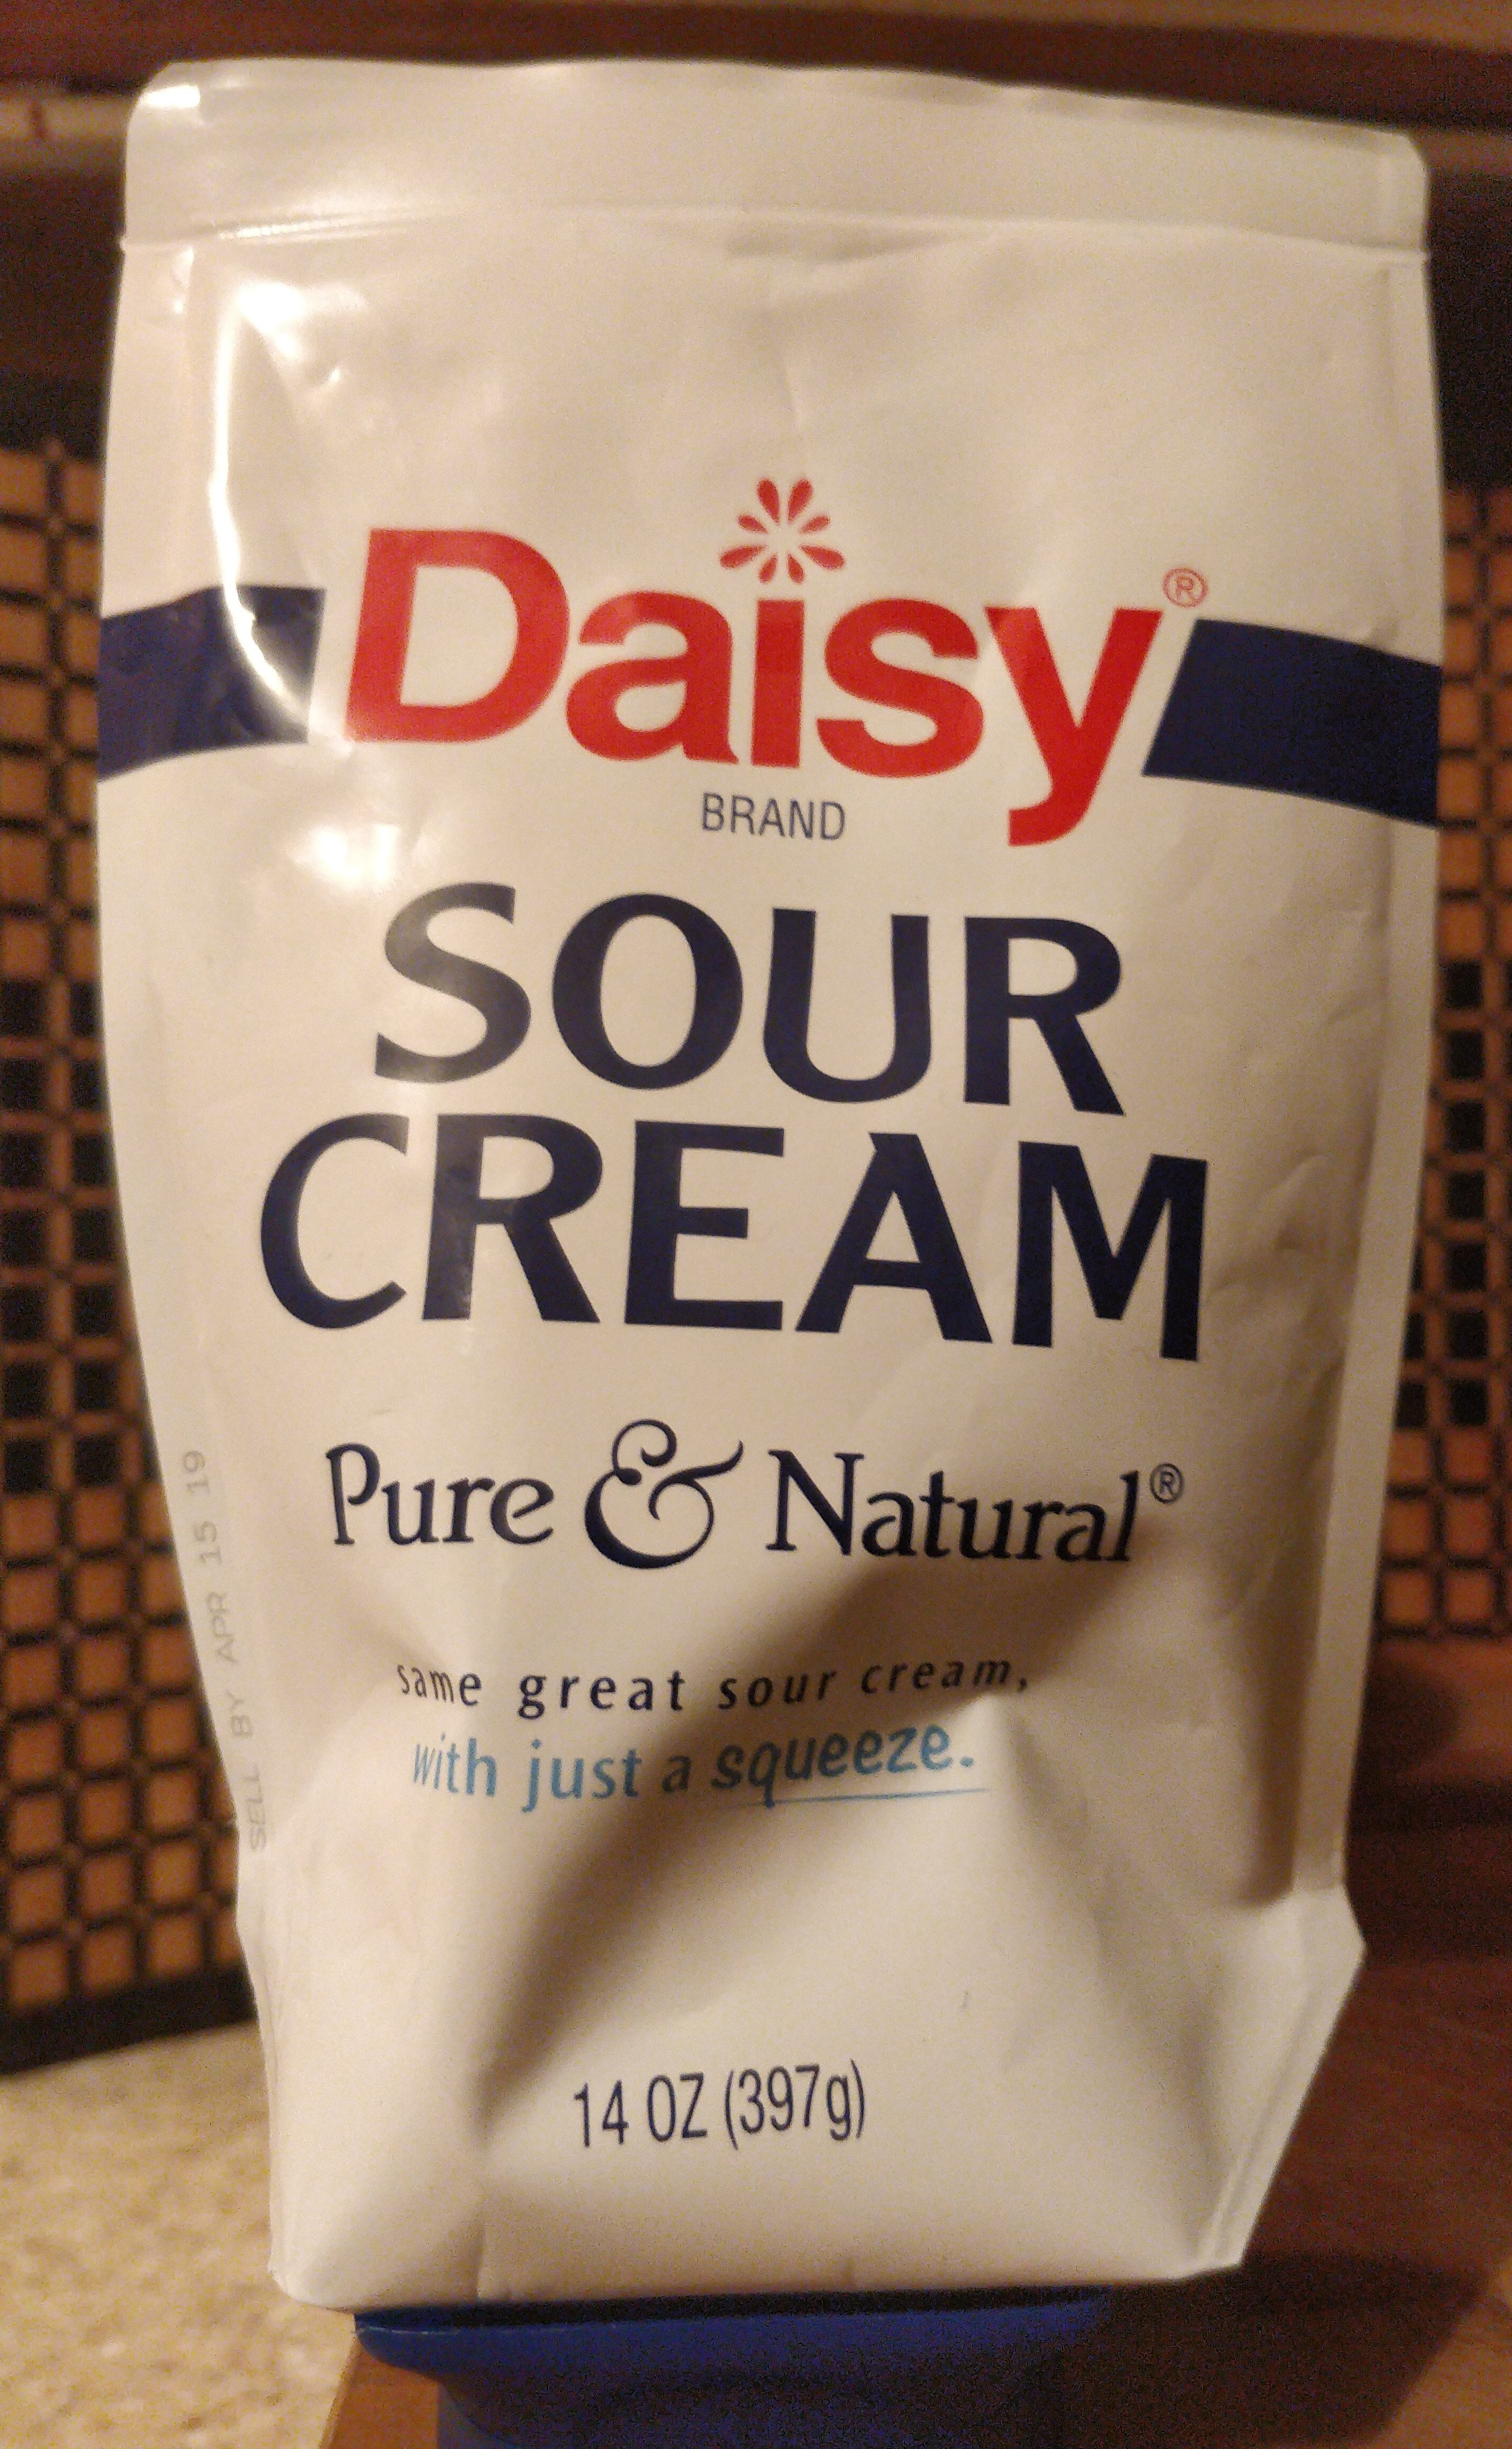 Daisy®
BRAND
SOUR
CREAM
Pure & Natural®
same great sour cream,
with just a squeeze.
14 OZ (397g)
SELL BY APR 15 19